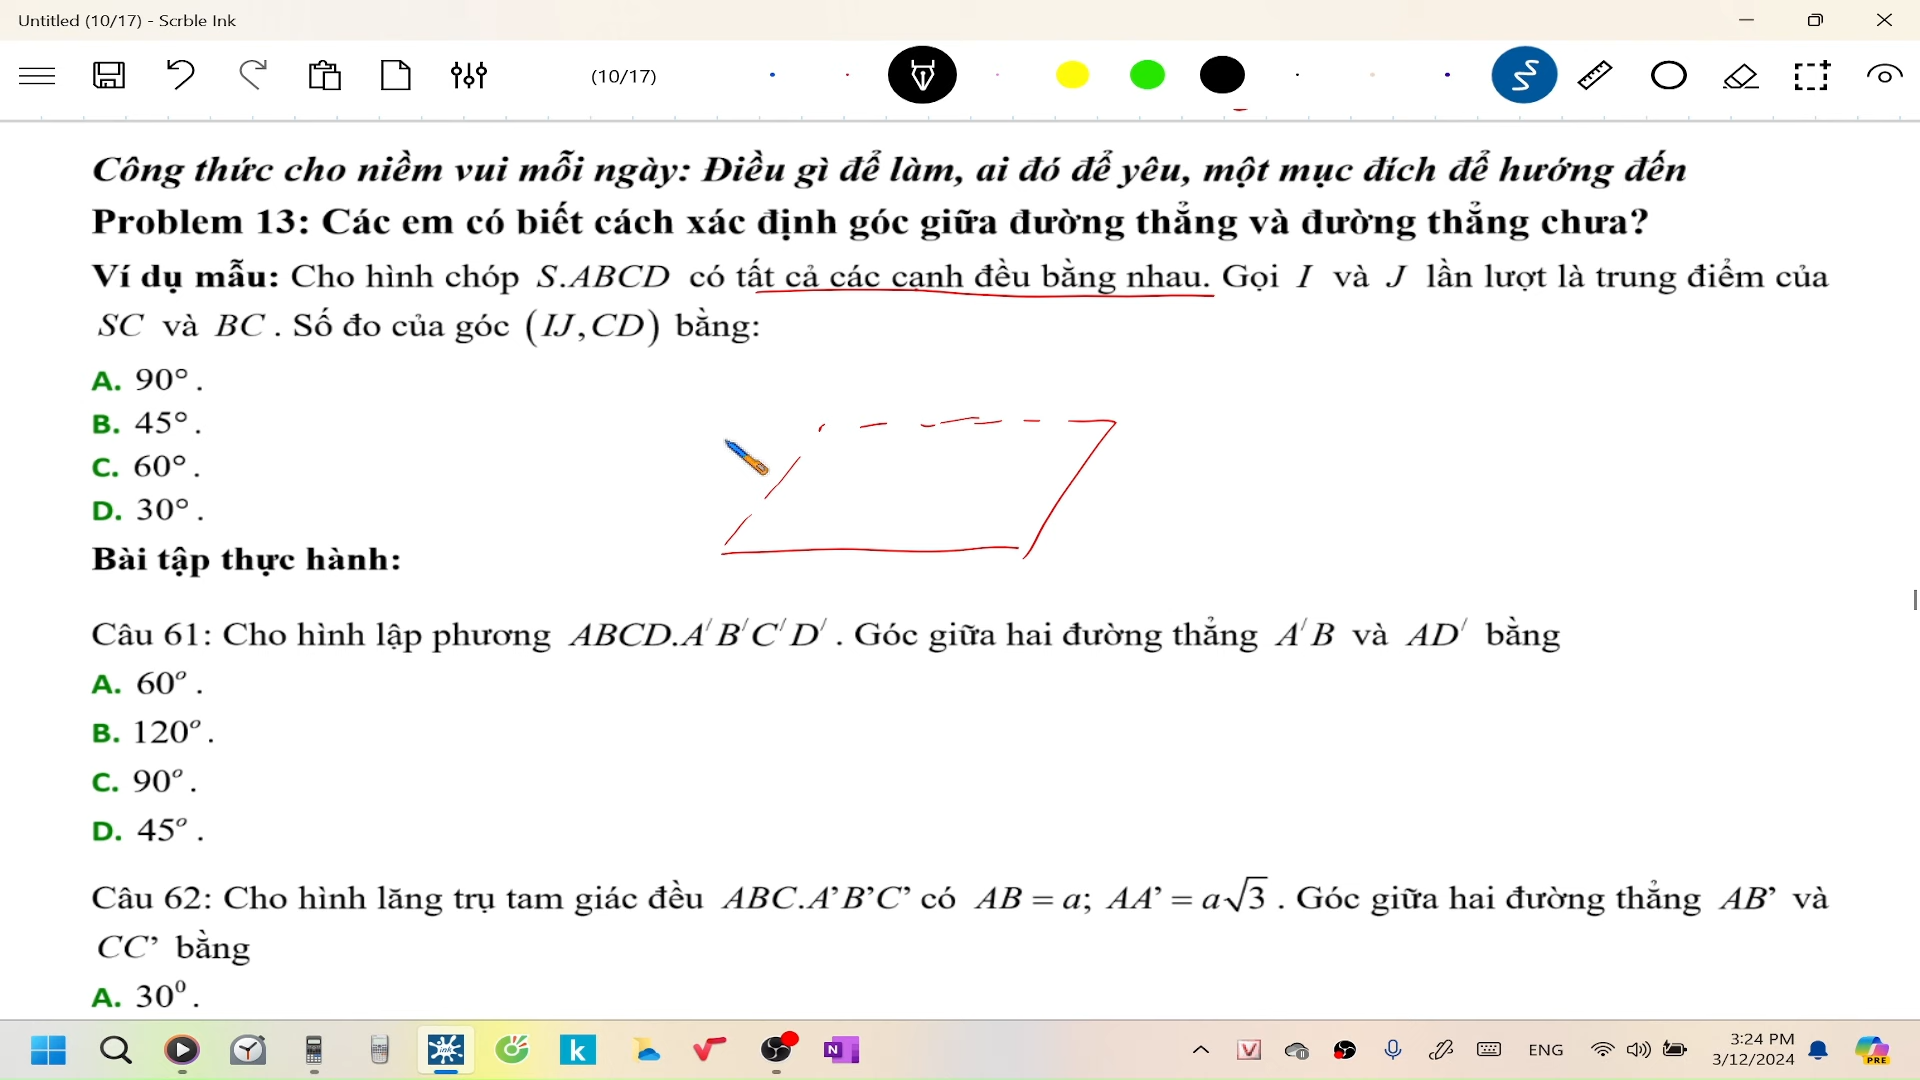 Untitled (10/17) - Scrble Ink
(10/17)
Công thức cho niềm vui mỗi ngày: Điều gì để làm, ai đó để yêu, một mục đích để hướng đến
Problem 13: Các em có biết cách xác định góc giữa đường thẳng và đường thẳng chưa?
Ví dụ mẫu: Cho hình chóp S.ABCD có tất cả các cạnh đều bằng nhau. Gọi I và J lần lượt là trung điểm của
SC và BC. Số đo của góc (IJ,CD) bằng:
A. 90°.
B. 45°.
C. 60°.
D. 30°.
Bài tập thực hành:
Câu 61: Cho hình lập phương ABCD.A'B'C'D'. Góc giữa hai đường thẳng A'B và AD' bằng
A. 60°.
B. 120°.
C. 90°.
D. 45°.
Câu 62: Cho hình lăng trụ tam giác đều ABC.A'B'C' có AB = a; AA' = a√3. Góc giữa hai đường thẳng AB' và
CC' bằng
A. 30⁰.
ENG
3:24 PM
3/12/2024
PRE